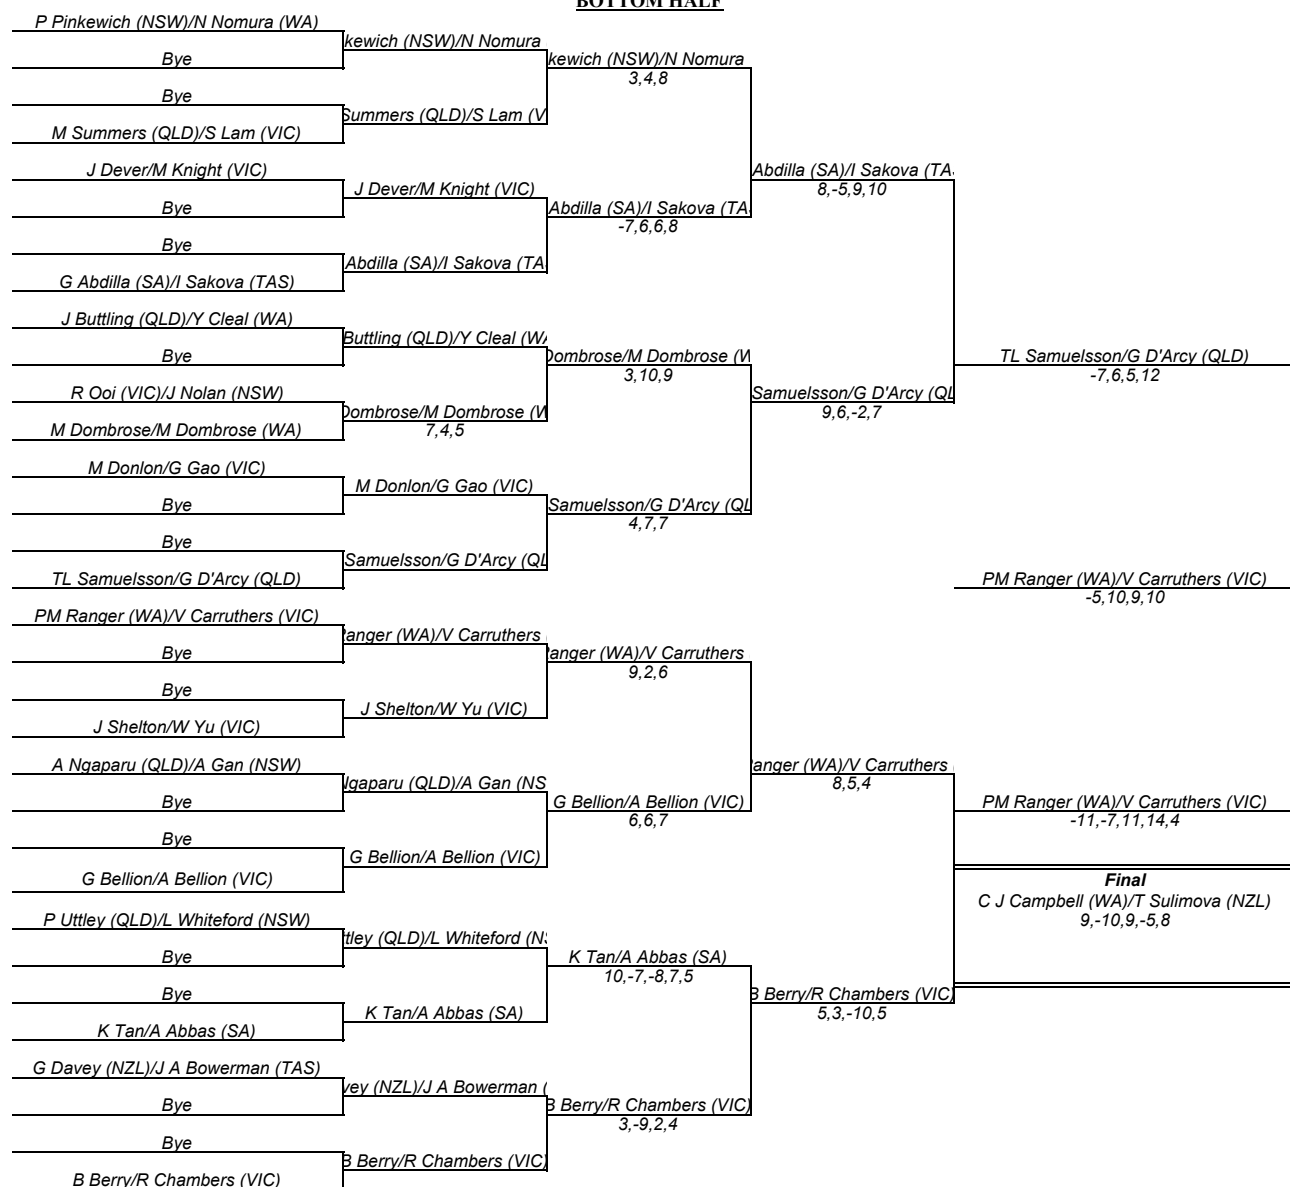 BOTTOM HALF
P Pinkewich (NSW)/N Nomura (WA)
Bye
Bye
M Summers (QLD)/S Lam (VIC)
J Dever/M Knight (VIC)
Bye
Bye
G Abdilla (SA)/I Sakova (TAS)
J Buttling (QLD)/Y Cleal (WA)
Bye
R Ooi (VIC)/J Nolan (NSW)
M Dombrose/M Dombrose (WA)
M Donlon/G Gao (VIC)
Bye
Bye
TL Samuelsson/G D'Arcy (QLD)
PM Ranger (WA)/V Carruthers (VIC)
Bye
Bye
J Shelton/W Yu (VIC)
A Ngaparu (QLD)/A Gan (NSW)
Bye
Bye
G Bellion/A Bellion (VIC)
P Uttley (QLD)/L Whiteford (NSW)
Bye
Bye
K Tan/A Abbas (SA)
G Davey (NZL)/J A Bowerman (TAS)
Bye
Bye
B Berry/R Chambers (VIC)
kewich (NSW)/N Nomura
Summers (QLD)/S Lam (V
J Dever/M Knight (VIC)
Abdilla (SA)/I Sakova (TA
Buttling (QLD)/Y Cleal (WA
Dombrose/M Dombrose (W
7,4,5
M Donlon/G Gao (VIC)
Samuelsson/G D'Arcy (QL
Ranger (WA)/V Carruthers
J Shelton/W Yu (VIC)
Ngaparu (QLD)/A Gan (NS
G Bellion/A Bellion (VIC)
ttley (QLD)/L Whiteford (NS
K Tan/A Abbas (SA)
vey (NZL)/J A Bowerman (
B Berry/R Chambers (VIC)
kewich (NSW)/N Nomura
3,4,8
Abdilla (SA)/I Sakova (TA
-7,6,6,8
Dombrose/M Dombrose (W
3,10,9
Samuelsson/G D'Arcy (QL
4,7,7
Ranger (WA)/V Carruthers
9,2,6
G Bellion/A Bellion (VIC)
6,6,7
K Tan/A Abbas (SA)
10,-7,-8,7,5
B Berry/R Chambers (VIC)
3,-9,2,4
Abdilla (SA)/I Sakova (TA
8,-5,9,10
Samuelsson/G D'Arcy (QL
9,6,-2,7
Ranger (WA)/V Carruthers
8,5,4
B Berry/R Chambers (VIC)
5,3,-10,5
TL Samuelsson/G D'Arcy (QLD)
-7,6,5,12
PM Ranger (WA)/V Carruthers (VIC)
-5,10,9,10
PM Ranger (WA)/V Carruthers (VIC)
-11,-7,11,14,4
Final
C J Campbell (WA)/T Sulimova (NZL)
9,-10,9,-5,8